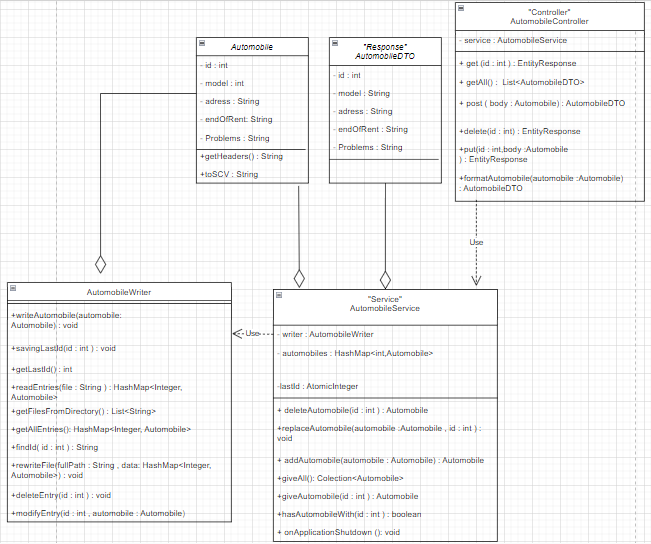 "Controller"
AutomobileController
- service : AutomobileService
+ get (id : int ) : EntityResponse
+ getAll() : List<AutomobileDTO>
+ post ( body : Automobile) : AutomobileDTO
+delete(id : int) : EntityResponse
+put(id : int,body :Automobile
) : EntityResponse
+formatAutomobile(automobile :Automobile)
: AutomobileDTO
Automobile
- id : int
- model : int
- adress : String
- endOfRent: String
- Problems : String
+getHeaders() : String
+toSCV : String
"Response"
AutomobileDTO
- id : int
- model : String
- adress : String
- endOfRent : String
- Problems : String
Use
AutomobileWriter
+writeAutomobile(automobile:
Automobile) : void
+savingLastId(id : int ) : void
+getLastId() : int
+readEntries(file : String ) : HashMap<Integer,
Automobile>
+getFilesFromDirectory() : List<String>
+getAllEntries(): HashMap<Integer, Automobile>
+findId( id : int ) : String
+rewriteFile(fullPath : String , data: HashMap<Integer,
Automobile>) : void
+deleteEntry(id : int ) : void
+modifyEntry(id : int , automobile : Automobile)
Use
"Service"
AutomobileService
- writer : AutomobileWriter
- automobiles : HashMap<int,Automobile>
-lastId : AtomicInteger
+ deleteAutomobile(id : int ) : Automobile
+replaceAutomobile(automobile :Automobile , id : int ) :
void
+ addAutomobile(automobile : Automobile) : Automobile
+giveAll(): Colection<Automobile>
+giveAutomobile(id : int ) : Automobile
+hasAutomobileWith(id : int ) : boolean
+ onApplicationShutdown (): void